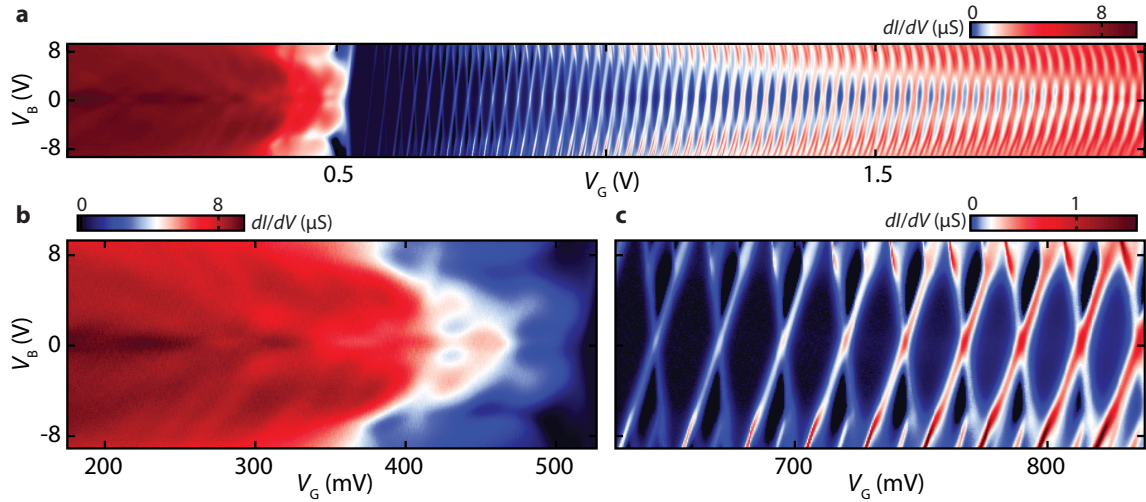 a
0 8
dI/dV (µS)
8
0
-8
V_B (V)
0.5 1.5
V_G (V)
b
0 8 dI/dV (µS)
8
0
-8
V_B (V)
200 300 400 500
V_G (mV)
c
dI/dV (µS) 0 1
700 800
V_G (mV)